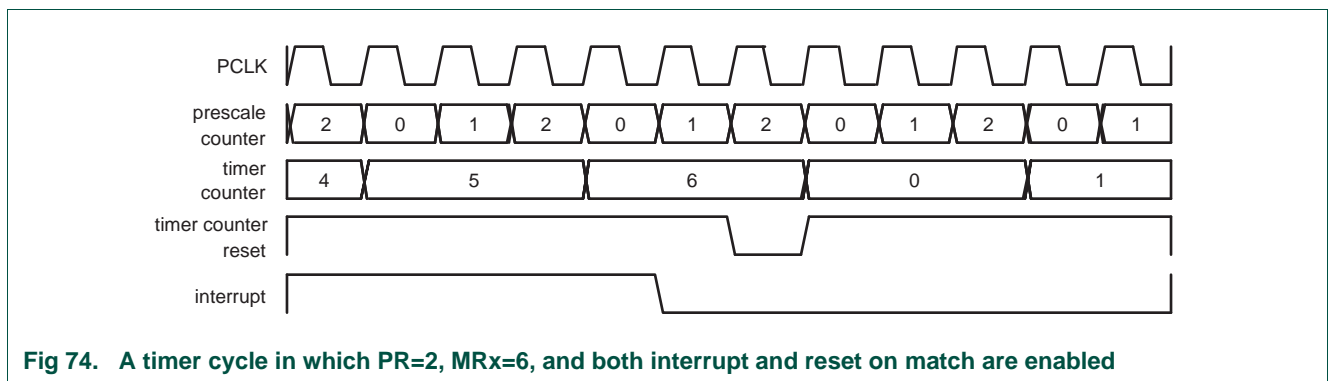 PCLK
prescale
counter
2 0 1 2 0 1 2 0 1 2 0 1
timer
counter
4 5 6 0 1
timer counter
reset
interrupt
Fig 74. A timer cycle in which PR=2, MRx=6, and both interrupt and reset on match are enabled